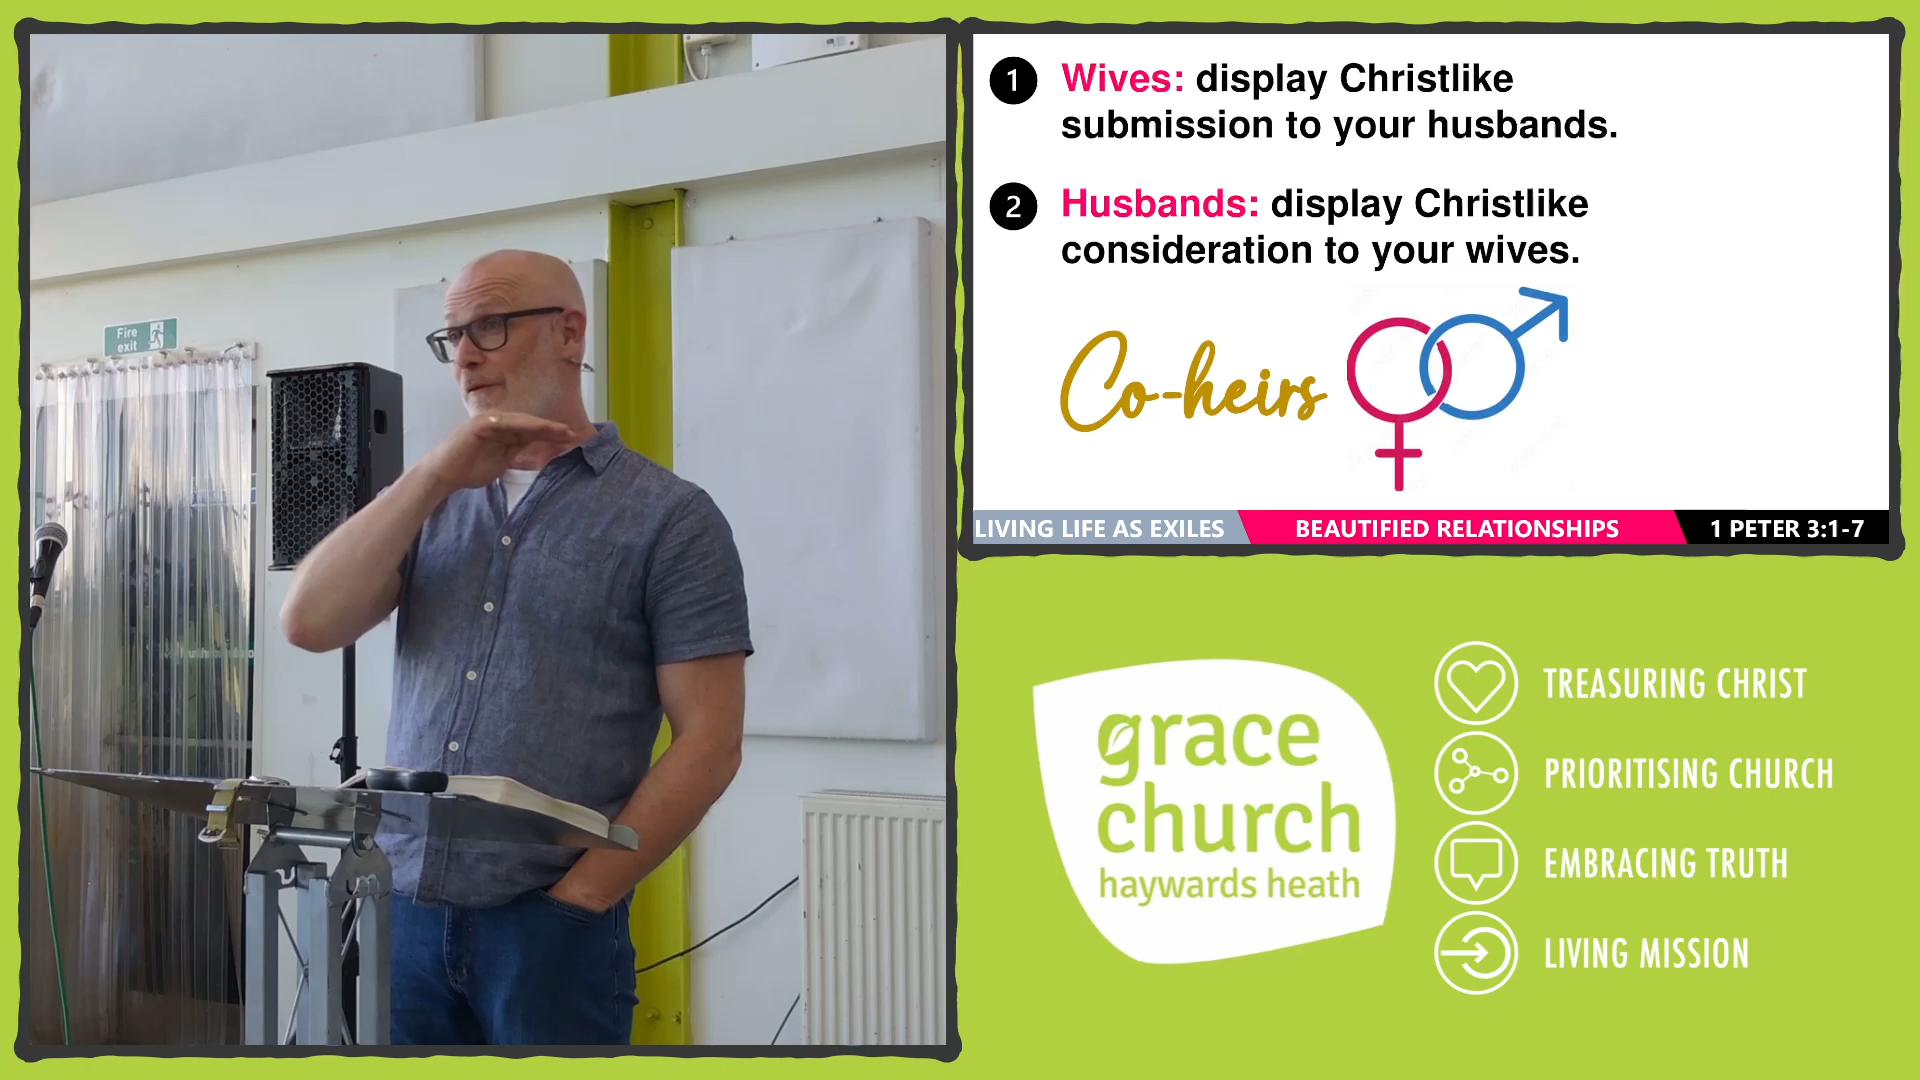 Fire
exit
1 Wives: display Christlike
submission to your husbands.
2 Husbands: display Christlike
consideration to your wives.
Co-heirs
LIVING LIFE AS EXILES BEAUTIFIED RELATIONSHIPS 1 PETER 3:1-7
grace
church
haywards heath
TREASURING CHRIST
PRIORITISING CHURCH
EMBRACING TRUTH
LIVING MISSION